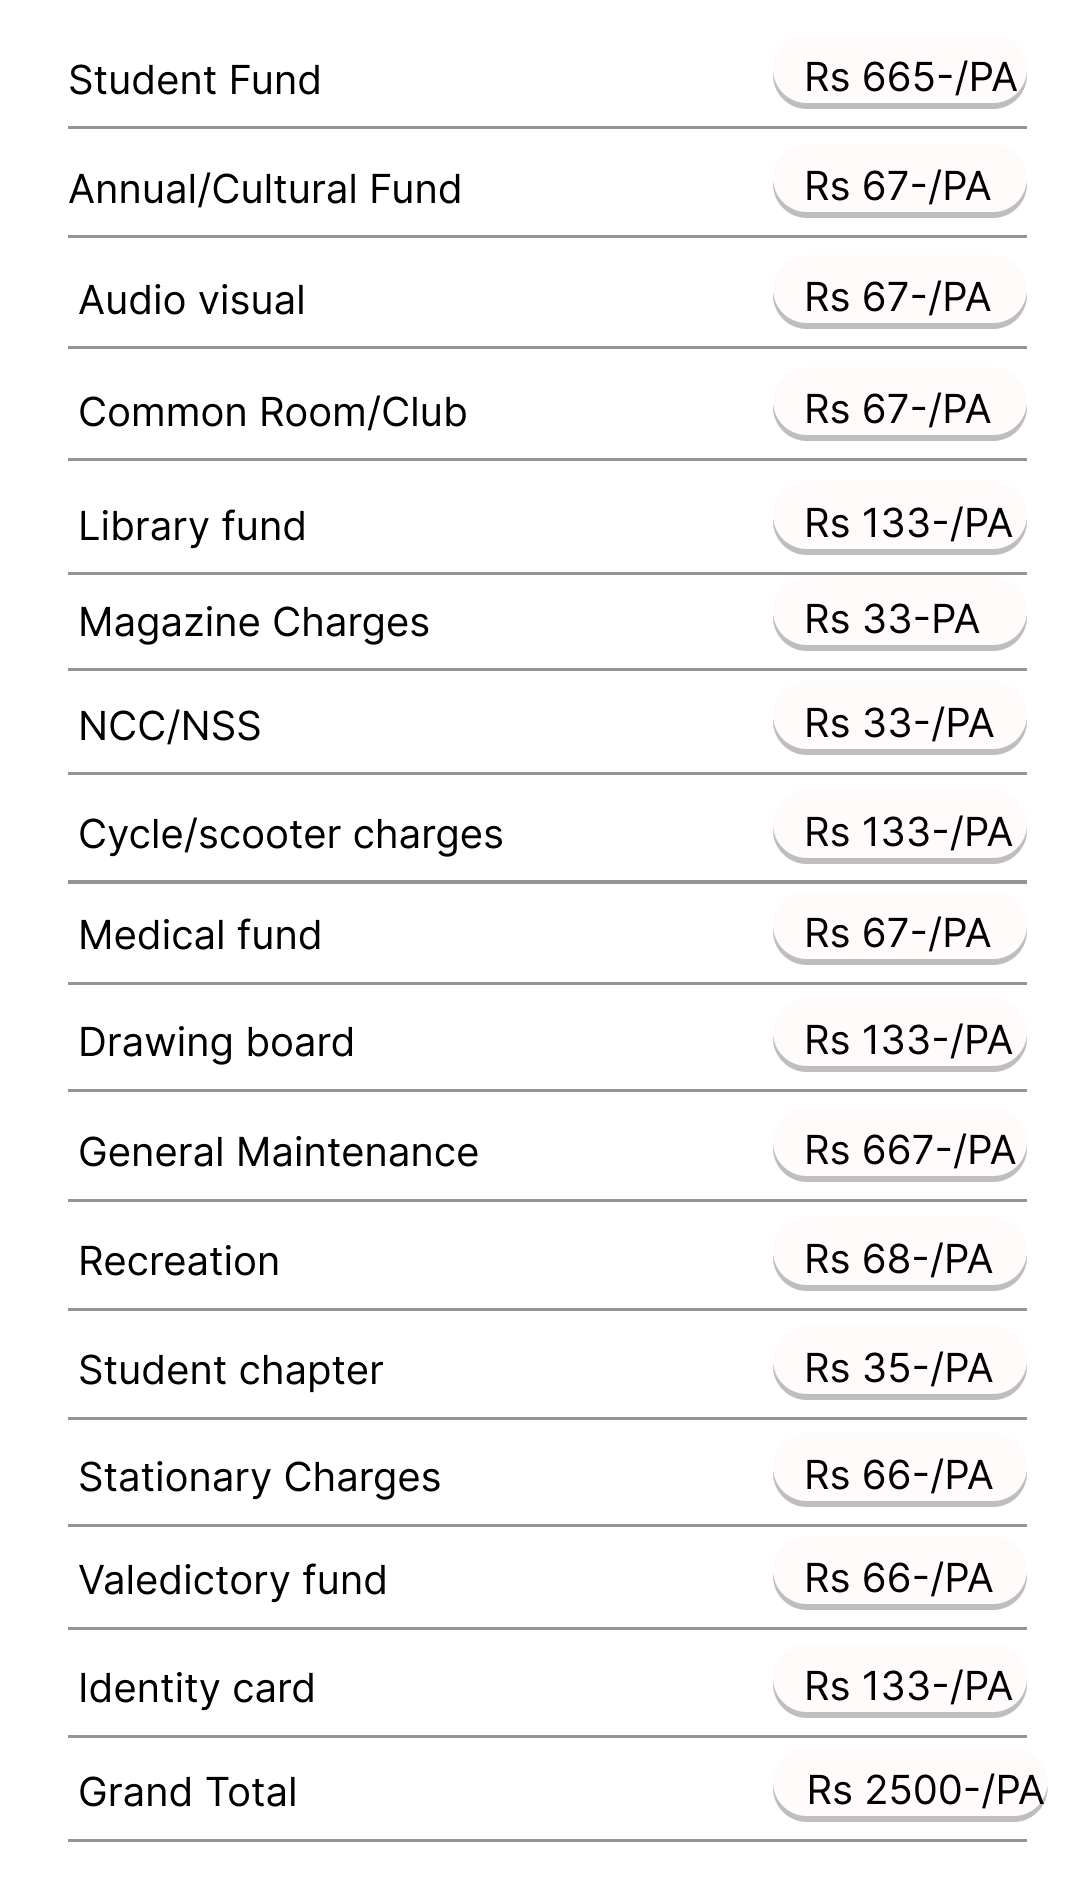 Student Fund Rs 665-/PA
Annual/Cultural Fund Rs 67-/PA
Audio visual Rs 67-/PA
Common Room/Club Rs 67-/PA
Library fund Rs 133-/PA
Magazine Charges Rs 33-PA
NCC/NSS Rs 33-/PA
Cycle/scooter charges Rs 133-/PA
Medical fund Rs 67-/PA
Drawing board Rs 133-/PA
General Maintenance Rs 667-/PA
Recreation Rs 68-/PA
Student chapter Rs 35-/PA
Stationary Charges Rs 66-/PA
Valedictory fund Rs 66-/PA
Identity card Rs 133-/PA
Grand Total Rs 2500-/PA